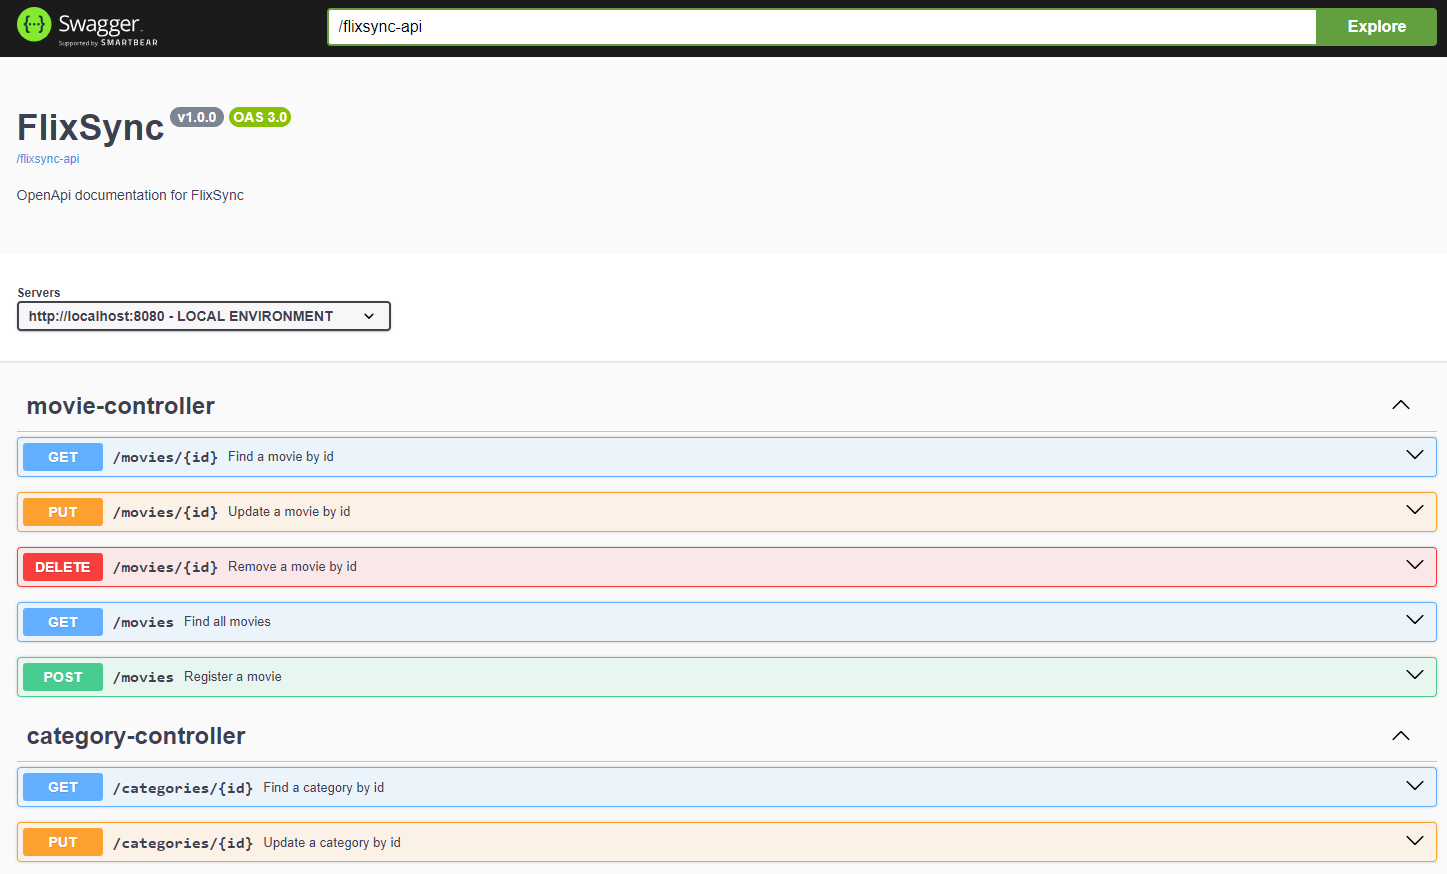 Swagger
Supported by SMARTBEAR
/flixsync-api
Explore
FlixSync v1.0.0 OAS 3.0
/flixsync-api
OpenApi documentation for FlixSync
Servers
http://localhost:8080 - LOCAL ENVIRONMENT
movie-controller
GET /movies/{id} Find a movie by id
PUT /movies/{id} Update a movie by id
DELETE /movies/{id} Remove a movie by id
GET /movies Find all movies
POST /movies Register a movie
category-controller
GET /categories/{id} Find a category by id
PUT /categories/{id} Update a category by id